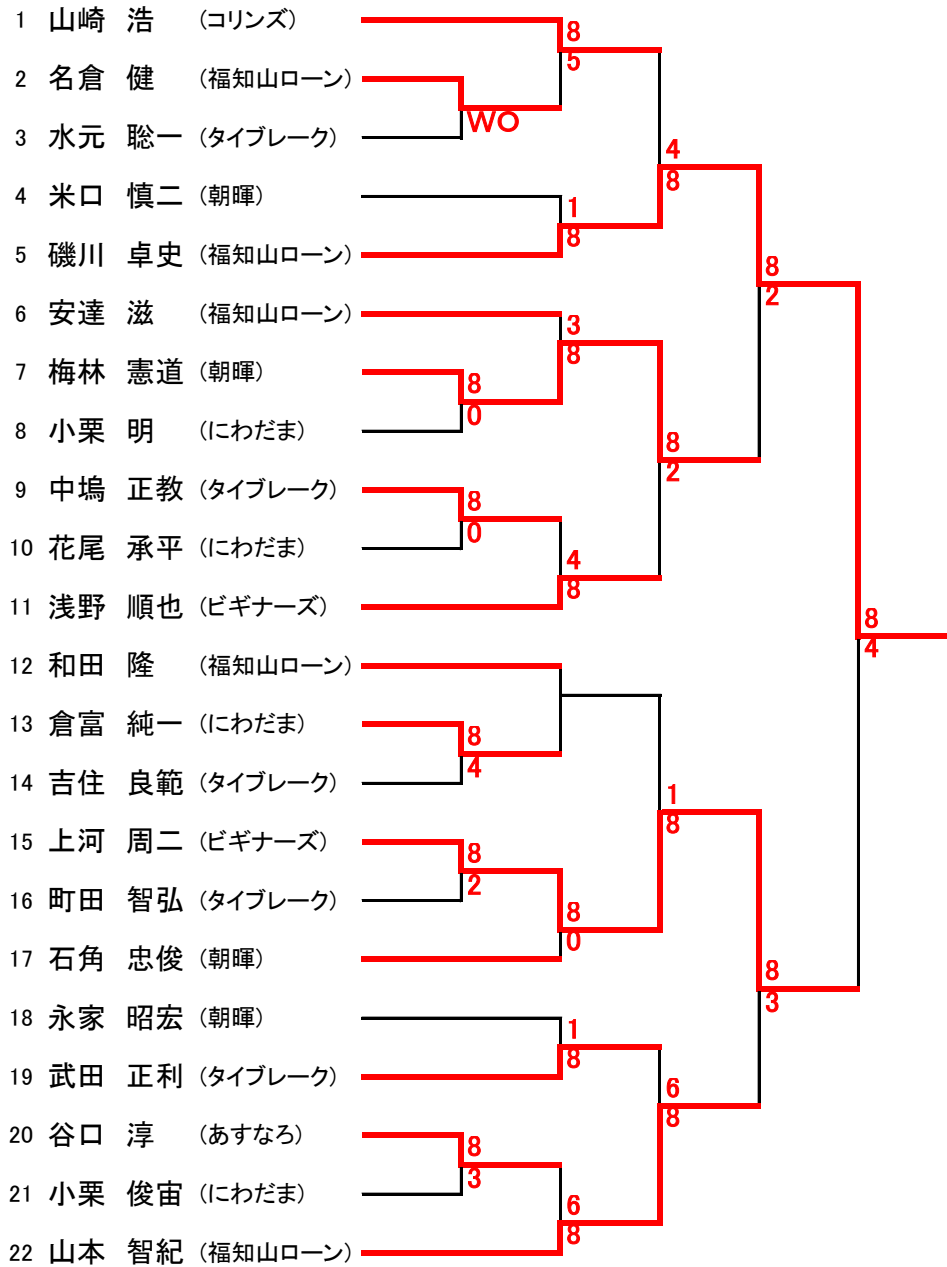 1 山崎 浩 (コリンズ)
8
5
2 名倉 健 (福知山ローン)
WO
3 水元 聡一 (タイブレーク)
4
8
4 米口 慎二 (朝暉)
1
8
5 磯川 卓史 (福知山ローン)
8
2
6 安達 滋 (福知山ローン)
3
8
7 梅林 憲道 (朝暉)
8
0
8 小栗 明 (にわだま)
8
2
9 中塢 正教 (タイブレーク)
8
0
10 花尾 承平 (にわだま)
4
8
11 浅野 順也 (ビギナーズ)
8
4
12 和田 隆 (福知山ローン)
13 倉富 純一 (にわだま)
8
4
14 吉住 良範 (タイブレーク)
1
8
15 上河 周二 (ビギナーズ)
8
2
16 町田 智弘 (タイブレーク)
8
0
17 石角 忠俊 (朝暉)
8
3
18 永家 昭宏 (朝暉)
1
8
19 武田 正利 (タイブレーク)
6
8
20 谷口 淳 (あすなろ)
8
3
21 小栗 俊宙 (にわだま)
6
8
22 山本 智紀 (福知山ローン)